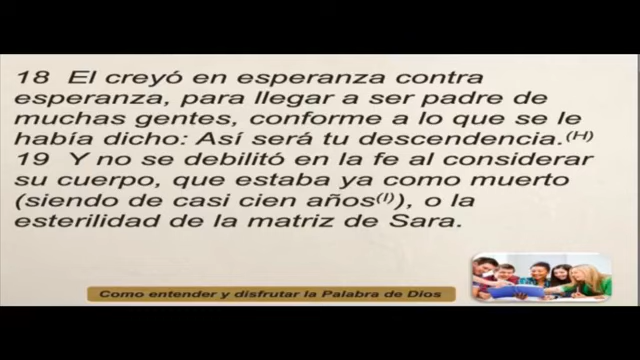 18 El creyó en esperanza contra
esperanza, para llegar a ser padre de
muchas gentes, conforme a lo que se le
había dicho: Así será tu descendencia.(H)
19 Y no se debilitó en la fe al considerar
su cuerpo, que estaba ya como muerto
(siendo de casi cien años(I)), o la
esterilidad de la matriz de Sara.
Como entender y disfrutar la Palabra de Dios